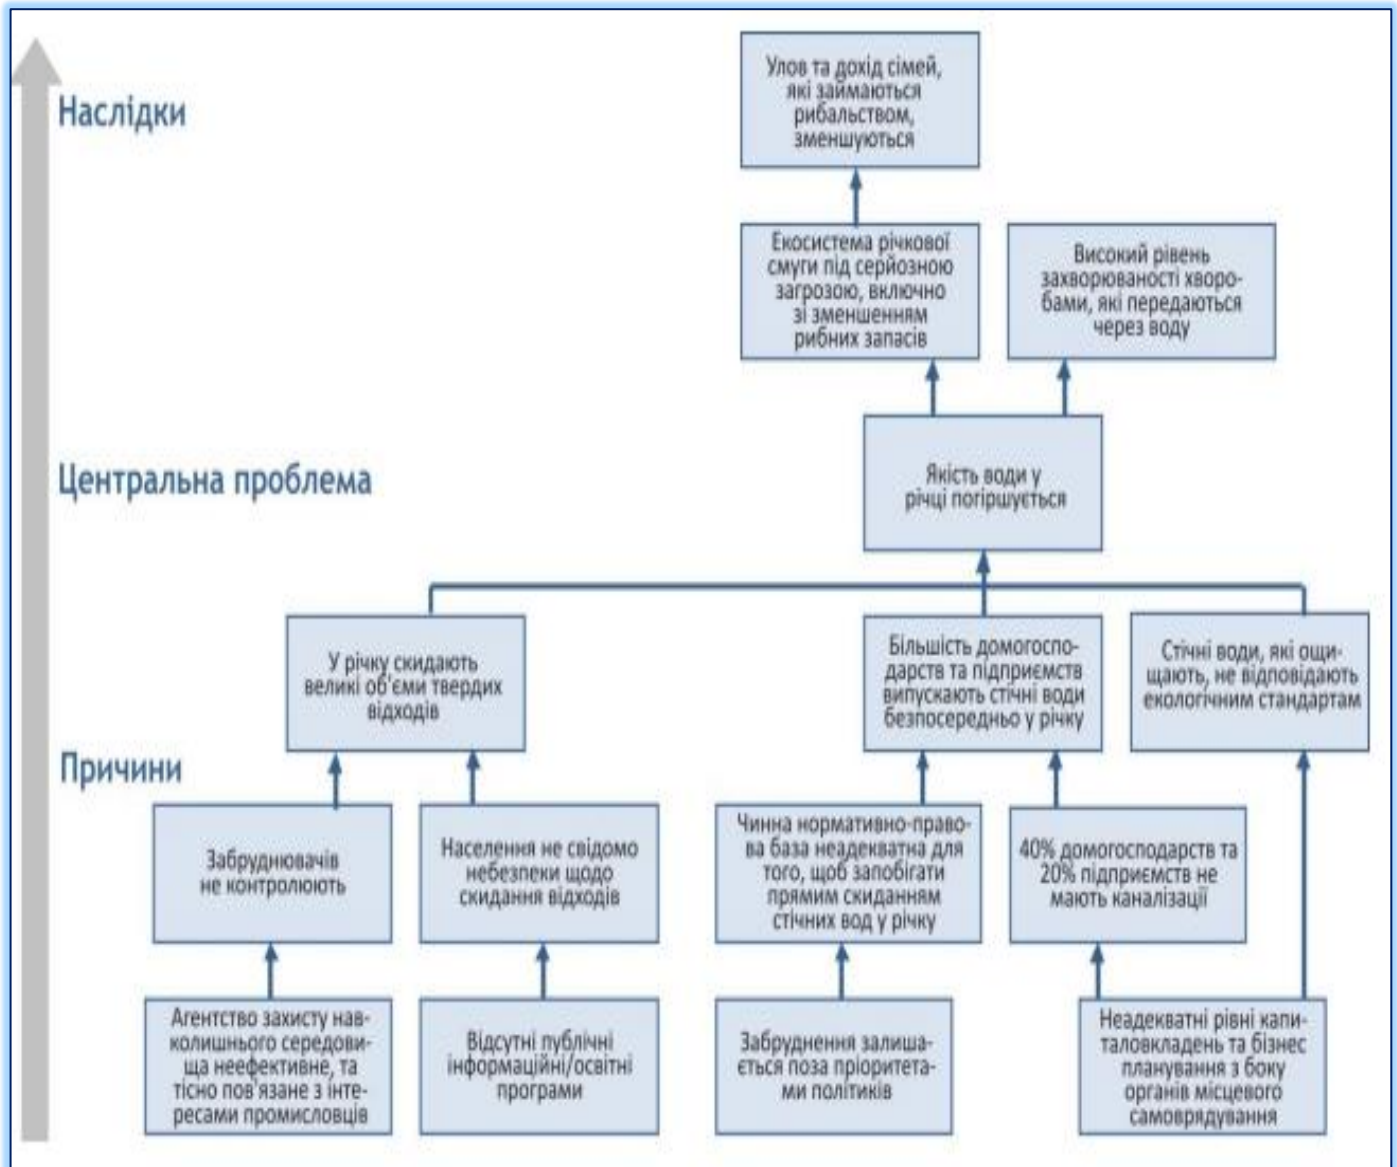 Наслідки
Улов та дохід сімей,
які займаються
рибальством,
зменшуються
Екосистема річкової
смуги під серйозною
загрозою, включно
зі зменшенням
рибних запасів
Високий рівень
захворюваності хворо-
бами, які передаються
через воду
Центральна проблема
Якість води у
річці погіршується
У річку скидають
великі об'єми твердих
відходів
Більшість домогоспо-
дарств та підприємств
випускають стічні води
безпосередньо у річку
Стічні води, які ощи-
щають, не відповідають
екологічним стандартам
Причини
Забруднювачів
не контролюють
Населення не свідомо
небезпеки щодо
скидання відходів
Чинна нормативно-право-
ва база неадекватна для
того, щоб запобігати
прямим скиданням
стічних вод у річку
40% домогосподарств та
20% підприємств не
мають каналізації
Агентство захисту нав-
колишнього середови-
ща неефективне, та
тісно пов'язане з інте-
ресами промисловців
Відсутні публічні
інформаційні/освітні
програми
Забруднення залиша-
ється поза пріоритета-
ми політиків
Неадекватні рівні капи-
таловкладень та бізнес
планування з боку
органів місцевого
самоврядування